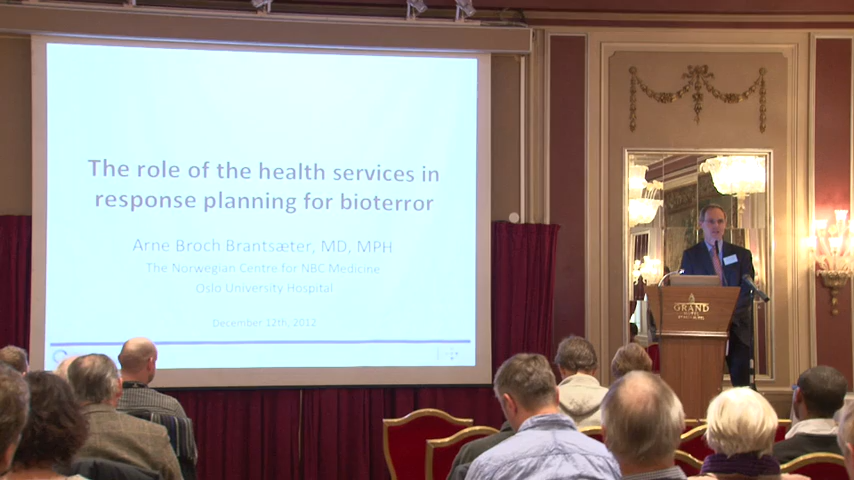 The role of the health services in
response planning for bioterror
Arne Broch Brantsæter, MD, MPH
The Norwegian Centre for NBC Medicine
Oslo University Hospital
December 12th, 2012
GRAND